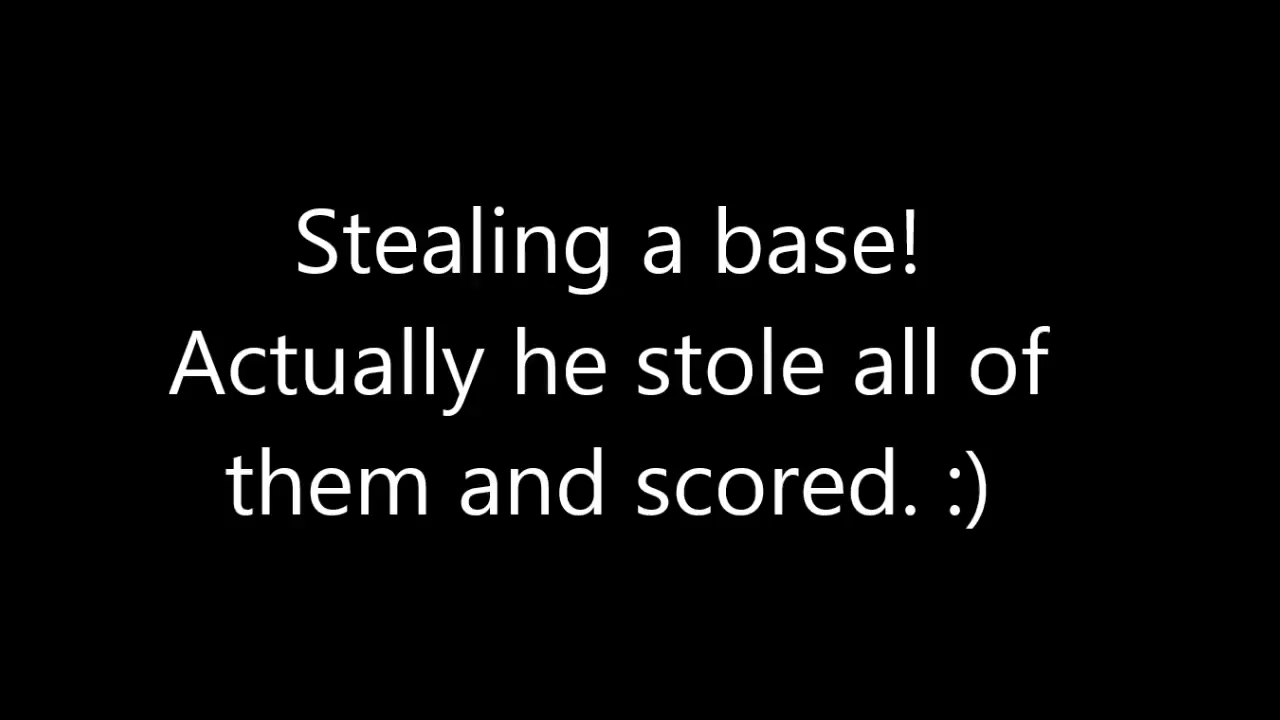 Stealing a base!
Actually he stole all of
them and scored. :)